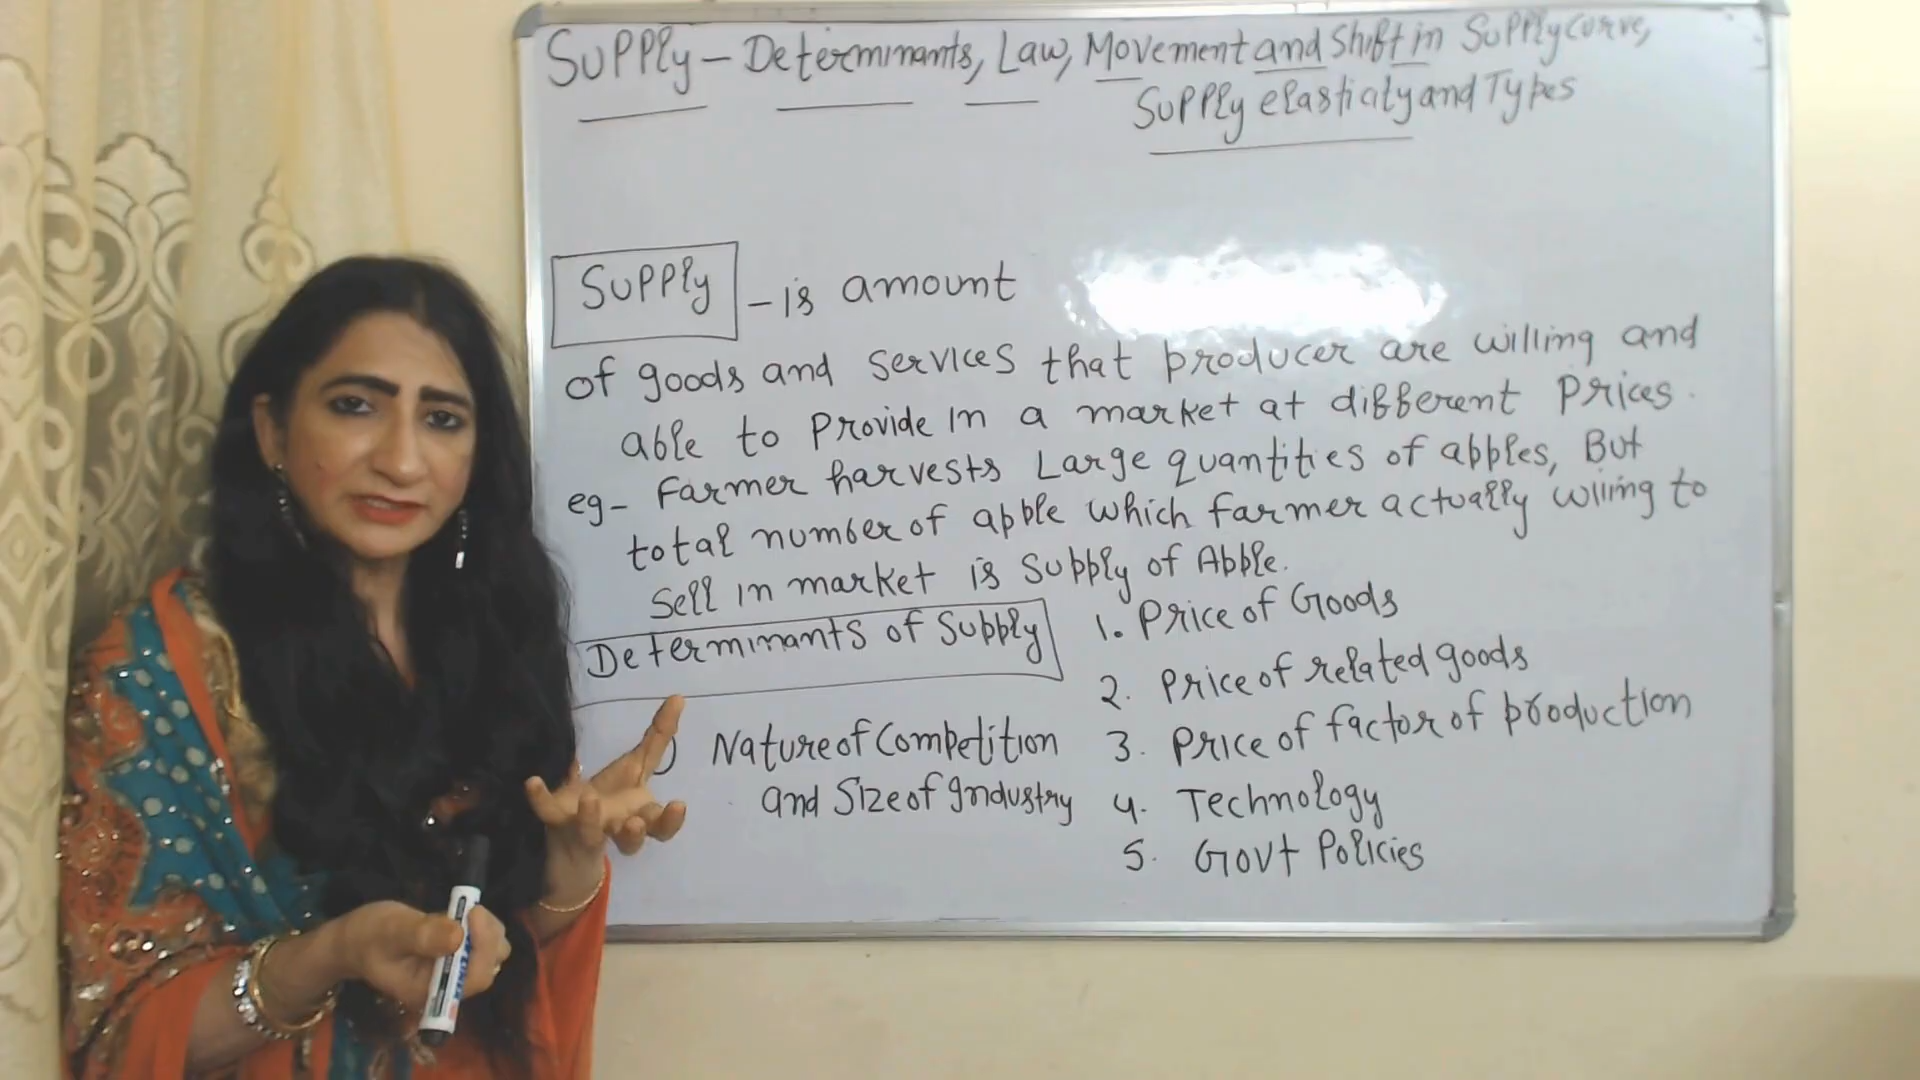 Supply – Determinants, Law, Movement and Shift in Supply curve,
Supply elasticity and Types
Supply – is amount
of goods and services that producer are willing and
able to Provide in a market at different Prices.
eg – Farmer harvests Large quantities of apples, But
total number of apple which farmer actually willing to
Sell in market is Supply of Apple.
Determinants of Supply
1. Price of Goods
2. Price of related goods
3. Price of factor of production
4. Technology
5. Govt Policies
) Nature of Competition
and Size of Industry